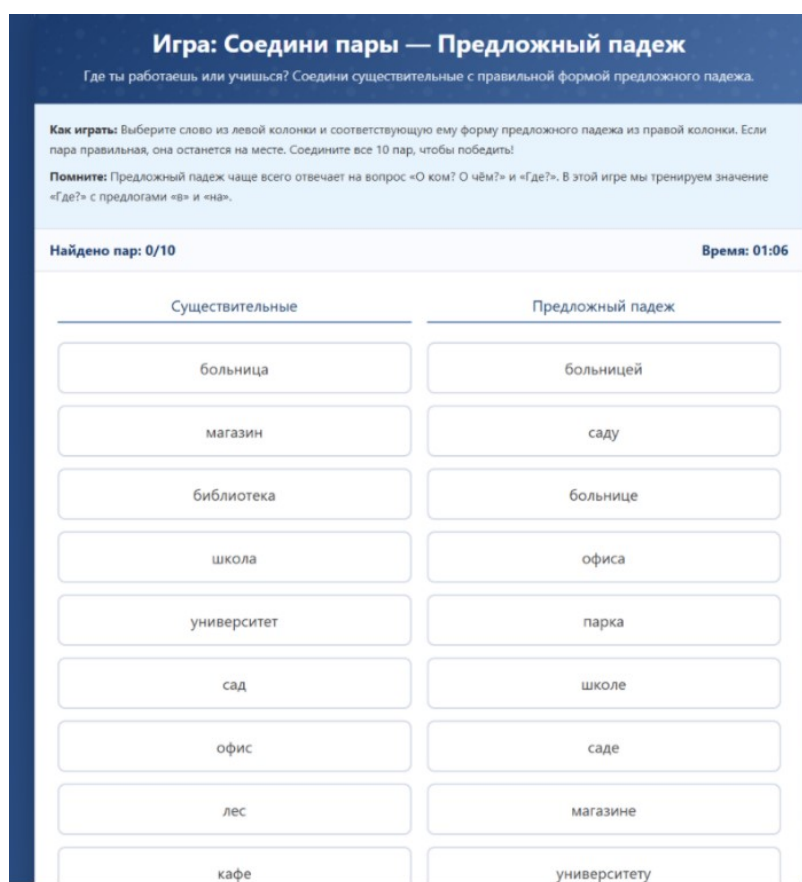 Игра: Соедини пары — Предложный падеж
Где ты работаешь или учишься? Соедини существительные с правильной формой предложного падежа.
Как играть: Выберите слово из левой колонки и соответствующую ему форму предложного падежа из правой колонки. Если
пара правильная, она останется на месте. Соедините все 10 пар, чтобы победить!
Помните: Предложный падеж чаще всего отвечает на вопрос «О ком? О чём?» и «Где?». В этой игре мы тренируем значение
«Где?» с предлогами «в» и «на».
Найдено пар: 0/10 Время: 01:06
Существительные Предложный падеж
больница больницей
магазин саду
библиотека больнице
школа офиса
университет парка
сад школе
офис саде
лес магазине
кафе университету